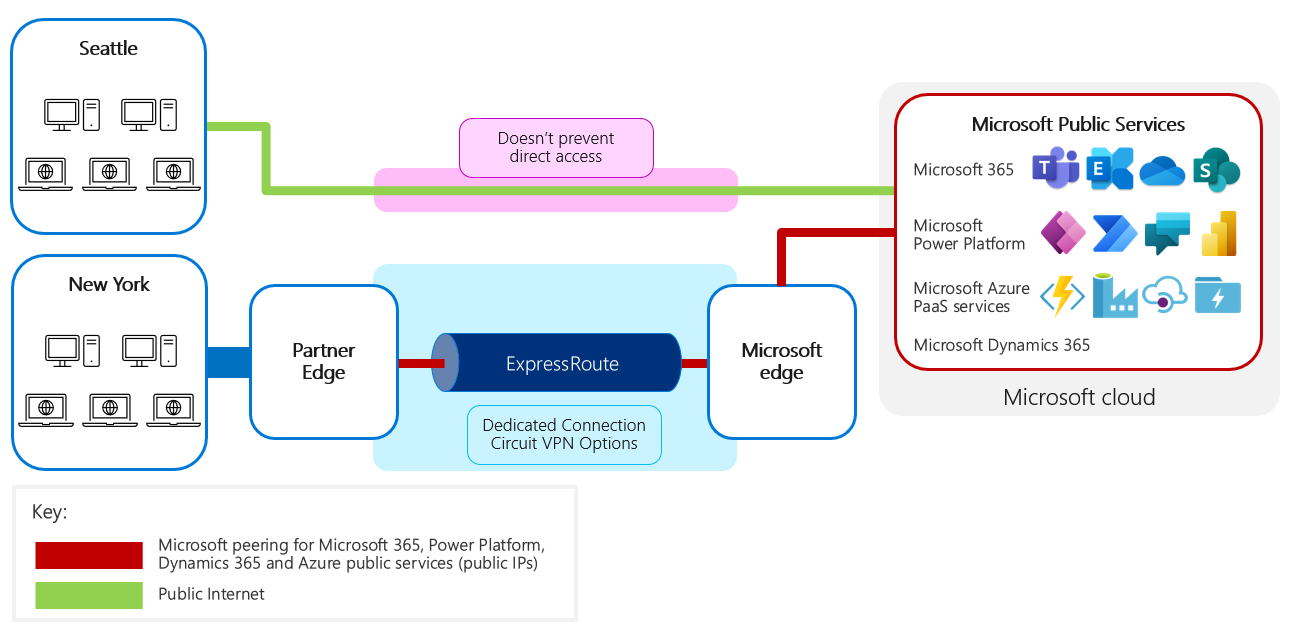 Seattle
Doesn't prevent
direct access
Microsoft Public Services
Microsoft 365
T
E
S
Microsoft
Power Platform
Microsoft Azure
PaaS services
Microsoft Dynamics 365
Microsoft cloud
New York
Partner
Edge
ExpressRoute
Dedicated Connection
Circuit VPN Options
Microsoft
edge
Key:
Microsoft peering for Microsoft 365, Power Platform,
Dynamics 365 and Azure public services (public IPs)
Public Internet